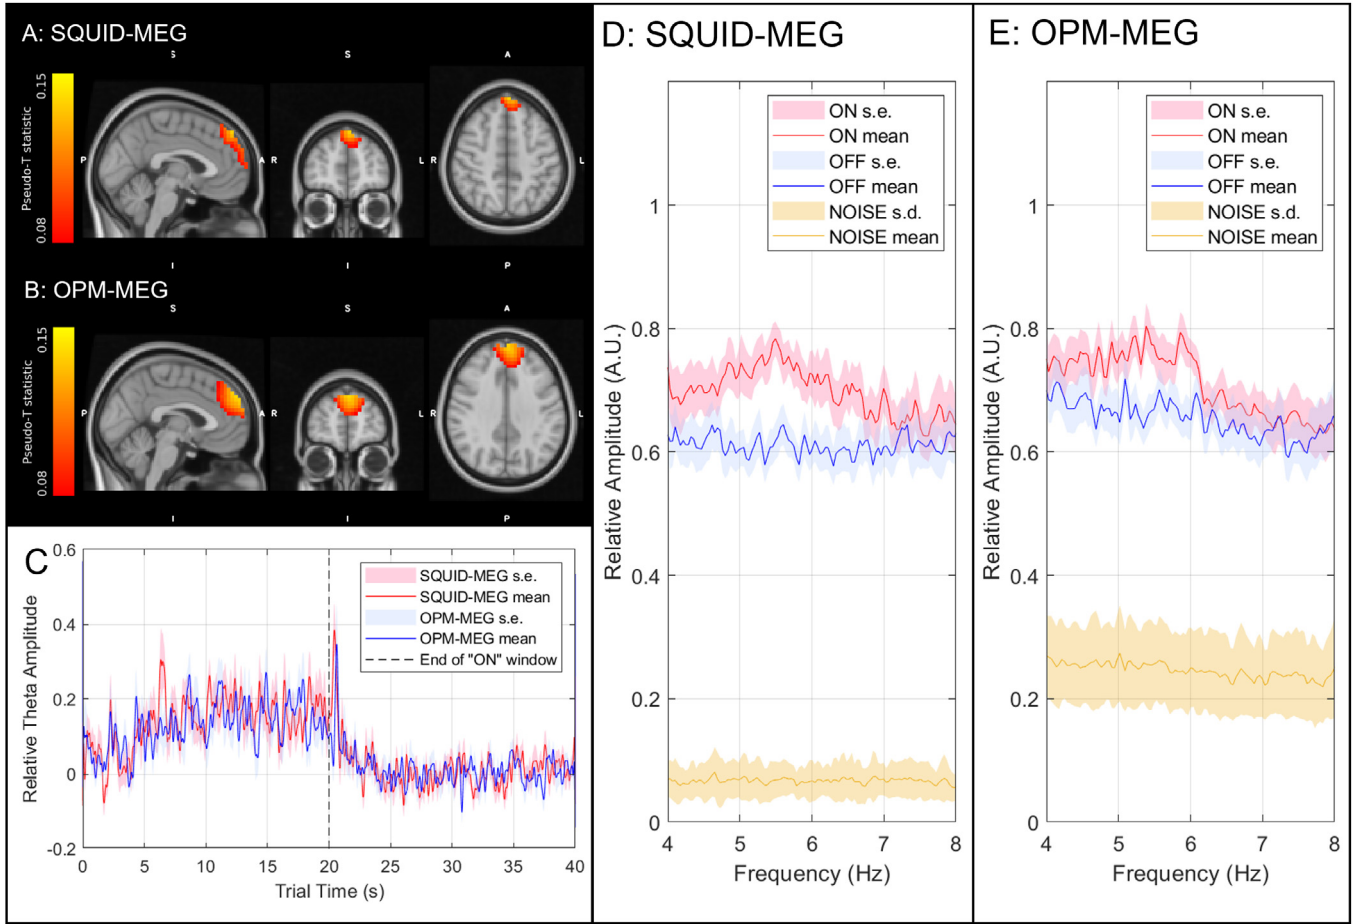 A: SQUID-MEG
S S A
0.15
Pseudo-T statistic
0.08
P A R L R L
I I P
B: OPM-MEG
S S A
0.15
Pseudo-T statistic
0.08
P A R L R L
I I P
C
0.6
0.4
0.2
0
-0.2
Relative Theta Amplitude
SQUID-MEG s.e.
SQUID-MEG mean
OPM-MEG s.e.
OPM-MEG mean
End of "ON" window
0 5 10 15 20 25 30 35 40
Trial Time (s)
D: SQUID-MEG
ON s.e.
ON mean
OFF s.e.
OFF mean
NOISE s.d.
NOISE mean
1
0.8
0.6
0.4
0.2
0
Relative Amplitude (A.U.)
4 5 6 7 8
Frequency (Hz)
E: OPM-MEG
ON s.e.
ON mean
OFF s.e.
OFF mean
NOISE s.d.
NOISE mean
1
0.8
0.6
0.4
0.2
0
Relative Amplitude (A.U.)
4 5 6 7 8
Frequency (Hz)